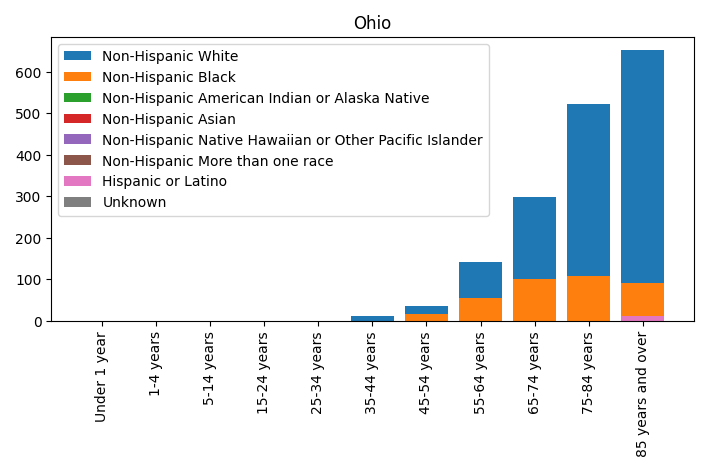 Ohio
Non-Hispanic White
Non-Hispanic Black
Non-Hispanic American Indian or Alaska Native
Non-Hispanic Asian
Non-Hispanic Native Hawaiian or Other Pacific Islander
Non-Hispanic More than one race
Hispanic or Latino
Unknown
600
500
400
300
200
100
0
Under 1 year
1-4 years
5-14 years
15-24 years
25-34 years
35-44 years
45-54 years
55-64 years
65-74 years
75-84 years
85 years and over